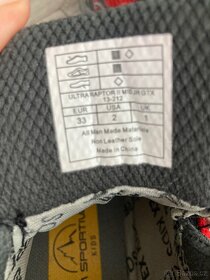 ULTRA RAPTOR II MID JR GTX
13-212
EUR USA UK
33 2 1
All Man Made Materials
Non Leather Sole
Made in China
SPORTIVA
KIDS